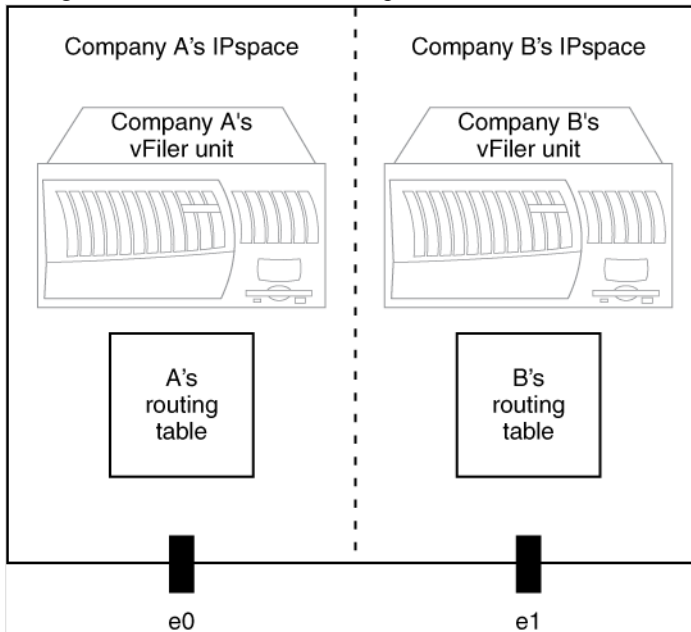 Company A's IPspace
Company B's IPspace
Company A's
vFiler unit
Company B's
vFiler unit
A's
routing
table
B's
routing
table
e0
e1